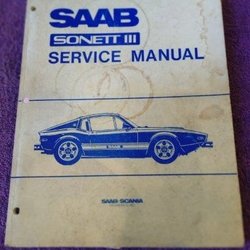 SAAB
SONETT III
SERVICE MANUAL
SAAB
SAAB-SCANIA